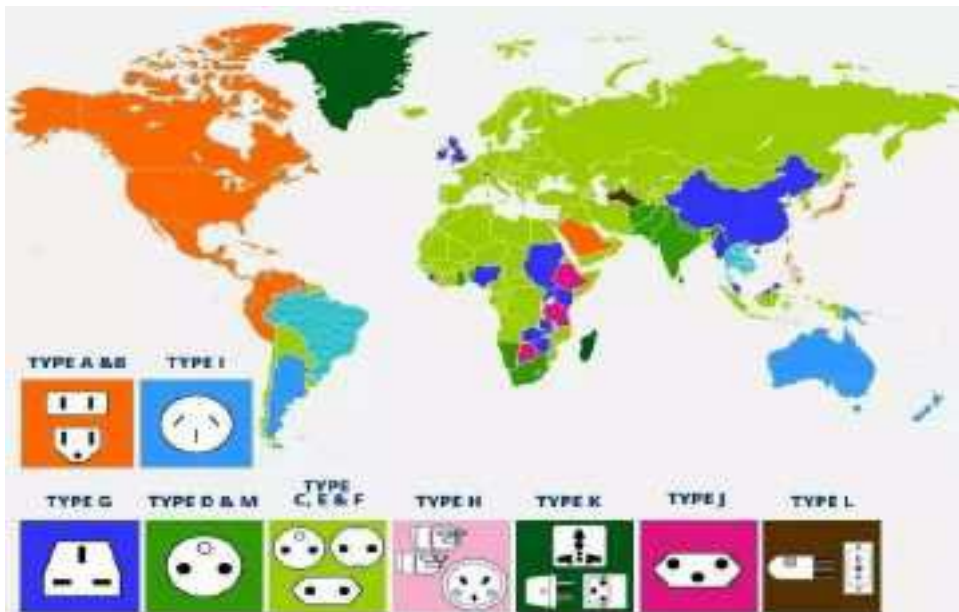 TYPE A &B
TYPE I
TYPE G
TYPE D & M
TYPE
C, E & F
TYPE H
TYPE K
TYPE J
TYPE L